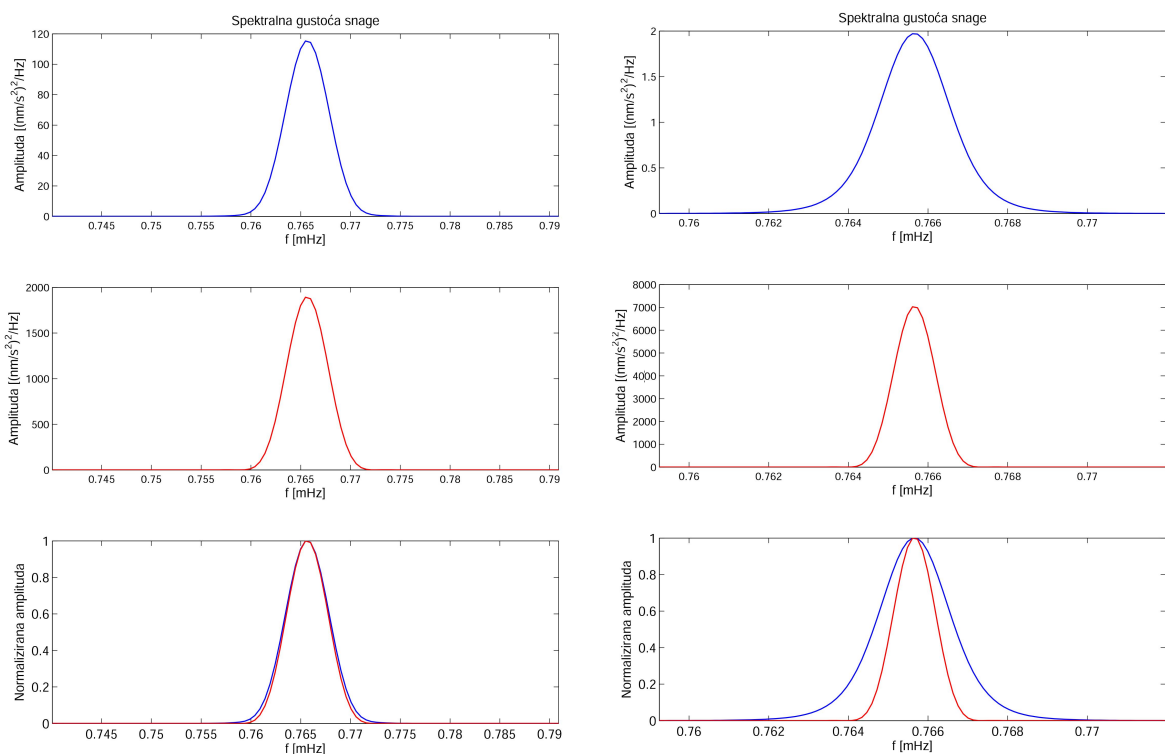 Spektralna gustoća snage
Amplituda [(nm/s²)²/Hz]
120
100
80
60
40
20
0
0.745 0.75 0.755 0.76 0.765 0.77 0.775 0.78 0.785 0.79
f [mHz]
Amplituda [(nm/s²)²/Hz]
2000
1500
1000
500
0
0.745 0.75 0.755 0.76 0.765 0.77 0.775 0.78 0.785 0.79
f [mHz]
Normalizirana amplituda
1
0.8
0.6
0.4
0.2
0
0.745 0.75 0.755 0.76 0.765 0.77 0.775 0.78 0.785 0.79
f [mHz]
Spektralna gustoća snage
Amplituda [(nm/s²)²/Hz]
2
1.5
1
0.5
0
0.76 0.762 0.764 0.766 0.768 0.77
f [mHz]
Amplituda [(nm/s²)²/Hz]
8000
7000
6000
5000
4000
3000
2000
1000
0
0.76 0.762 0.764 0.766 0.768 0.77
f [mHz]
Normalizirana amplituda
1
0.8
0.6
0.4
0.2
0
0.76 0.762 0.764 0.766 0.768 0.77
f [mHz]